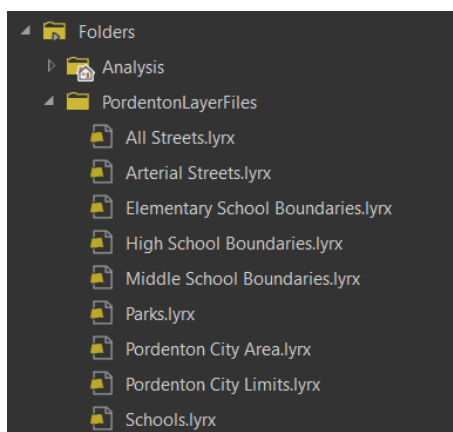 Folders
Analysis
PordentonLayerFiles
All Streets.lyrx
Arterial Streets.lyrx
Elementary School Boundaries.lyrx
High School Boundaries.lyrx
Middle School Boundaries.lyrx
Parks.lyrx
Pordenton City Area.lyrx
Pordenton City Limits.lyrx
Schools.lyrx